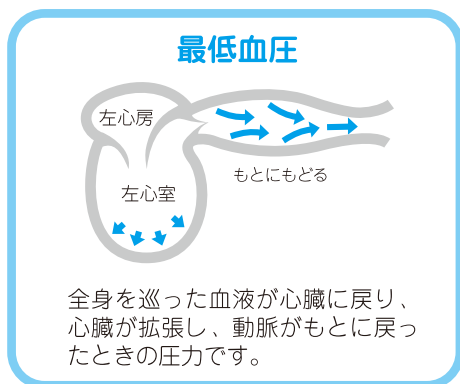 最低血圧
左心房
左心室
もとにもどる
全身を巡った血液が心臓に戻り、
心臓が拡張し、動脈がもとに戻っ
たときの圧力です。